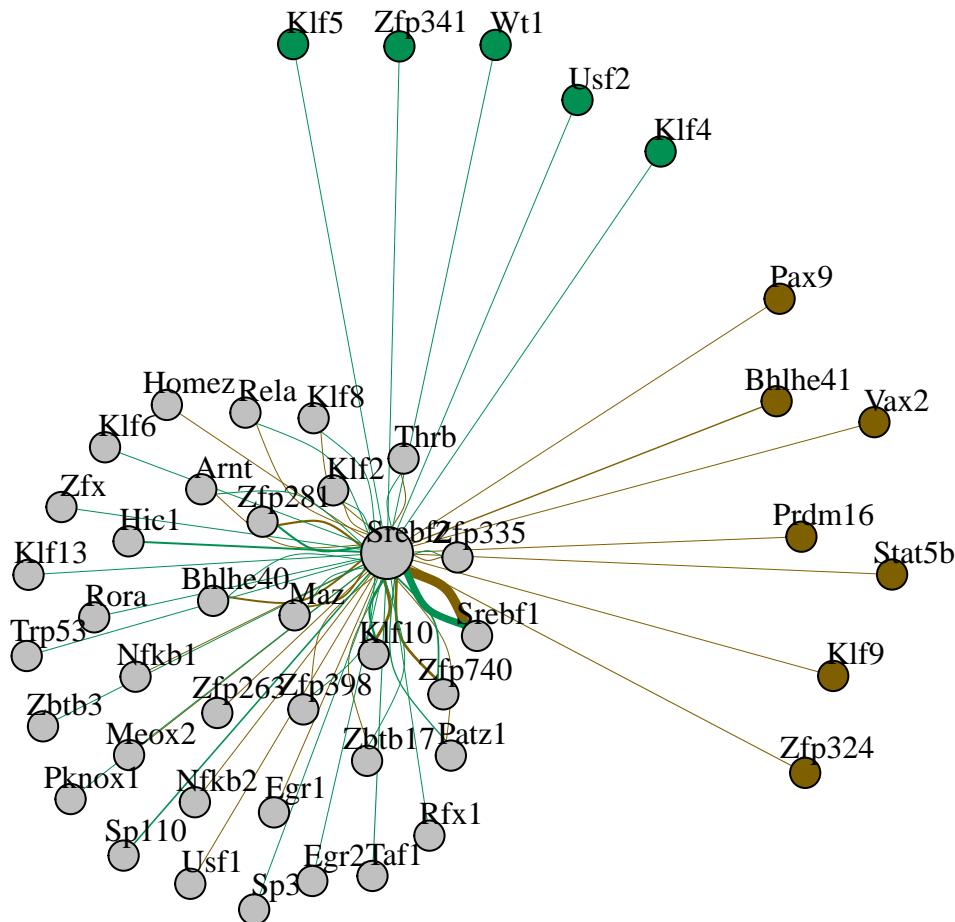 Klf5
Zfp341
Wt1
Usf2
Klf4
Pax9
Bhlhe41
Vax2
Homez
Rela
Klf8
Klf6
Thrb
Arnt
Klf2
Zfp281
Zfx
Hic1
Srebf2
Zfp335
Prdm16
Stat5b
Klf13
Bhlhe40
Maz
Rora
Srebf1
Trp53
Klf10
Nfkb1
Zfp740
Klf9
Zfp263
Zfp398
Zbtb3
Meox2
Zbtb17
Patz1
Zfp324
Pknox1
Nfkb2
Egr1
Rfx1
Sp110
Usf1
Egr2
Taf1
Sp3